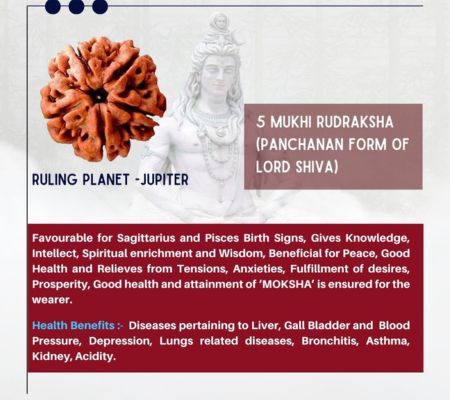 5 MUKHI RUDRAKSHA
(PANCHANAN FORM OF
LORD SHIVA)
RULING PLANET -JUPITER
Favourable for Sagittarius and Pisces Birth Signs, Gives Knowledge,
Intellect, Spiritual enrichment and Wisdom, Beneficial for Peace, Good
Health and Relieves from Tensions, Anxieties, Fulfillment of desires,
Prosperity, Good health and attainment of ‘MOKSHA’ is ensured for the
wearer.
Health Benefits :- Diseases pertaining to Liver, Gall Bladder and Blood
Pressure, Depression, Lungs related diseases, Bronchitis, Asthma,
Kidney, Acidity.